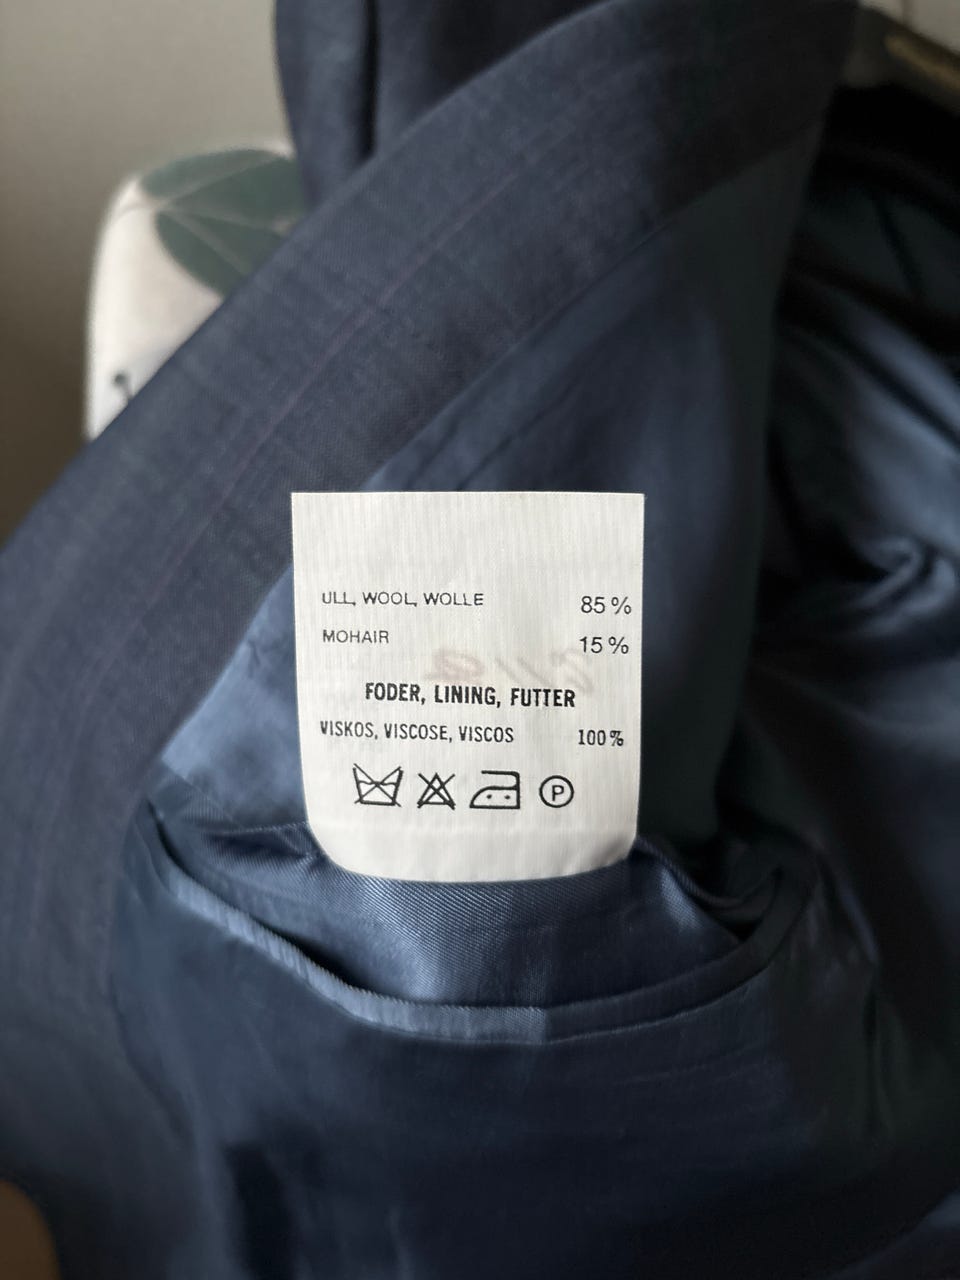 ULL, WOOL, WOLLE 85 %
MOHAIR 15 %
FODER, LINING, FUTTER
VISKOS, VISCOSE, VISCOS 100 %
P